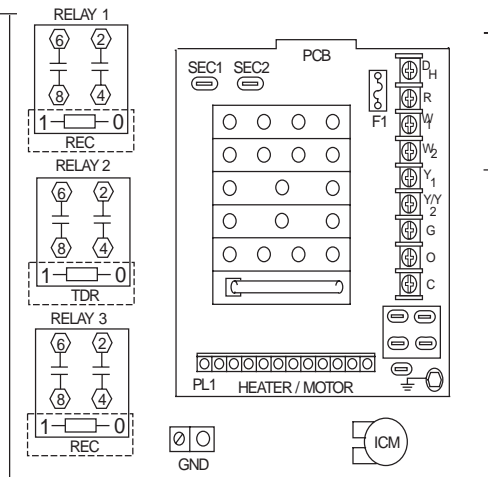 RELAY 1
6 2
8 4
1 0
REC
RELAY 2
6 2
8 4
1 0
TDR
RELAY 3
6 2
8 4
1 0
REC
PCB
SEC1 SEC2
F1
DH
R
W1
W2
Y1
Y/Y2
G
O
C
PL1 HEATER / MOTOR
GND
ICM